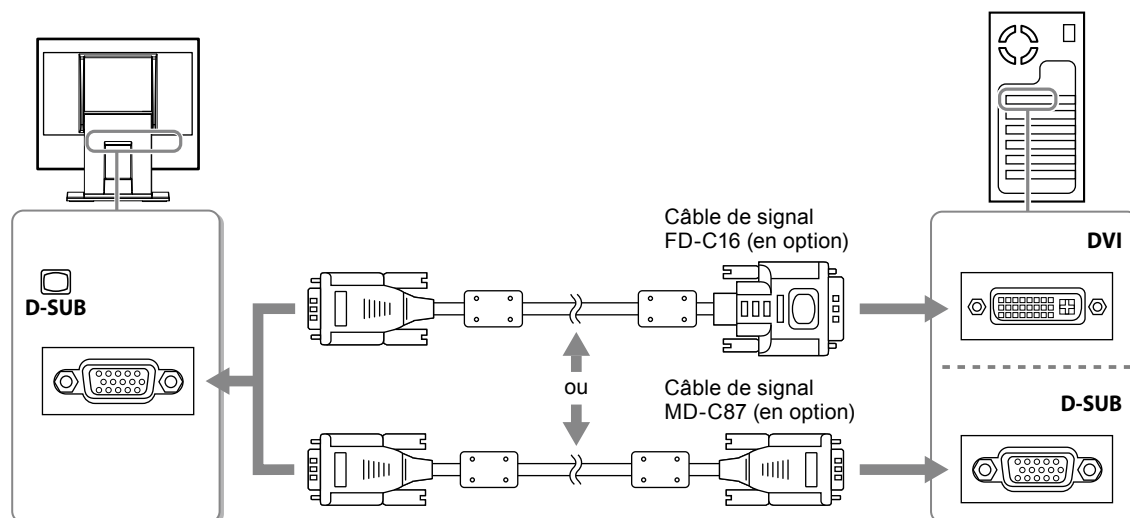 D-SUB
Câble de signal
FD-C16 (en option)
DVI
ou
Câble de signal
MD-C87 (en option)
D-SUB